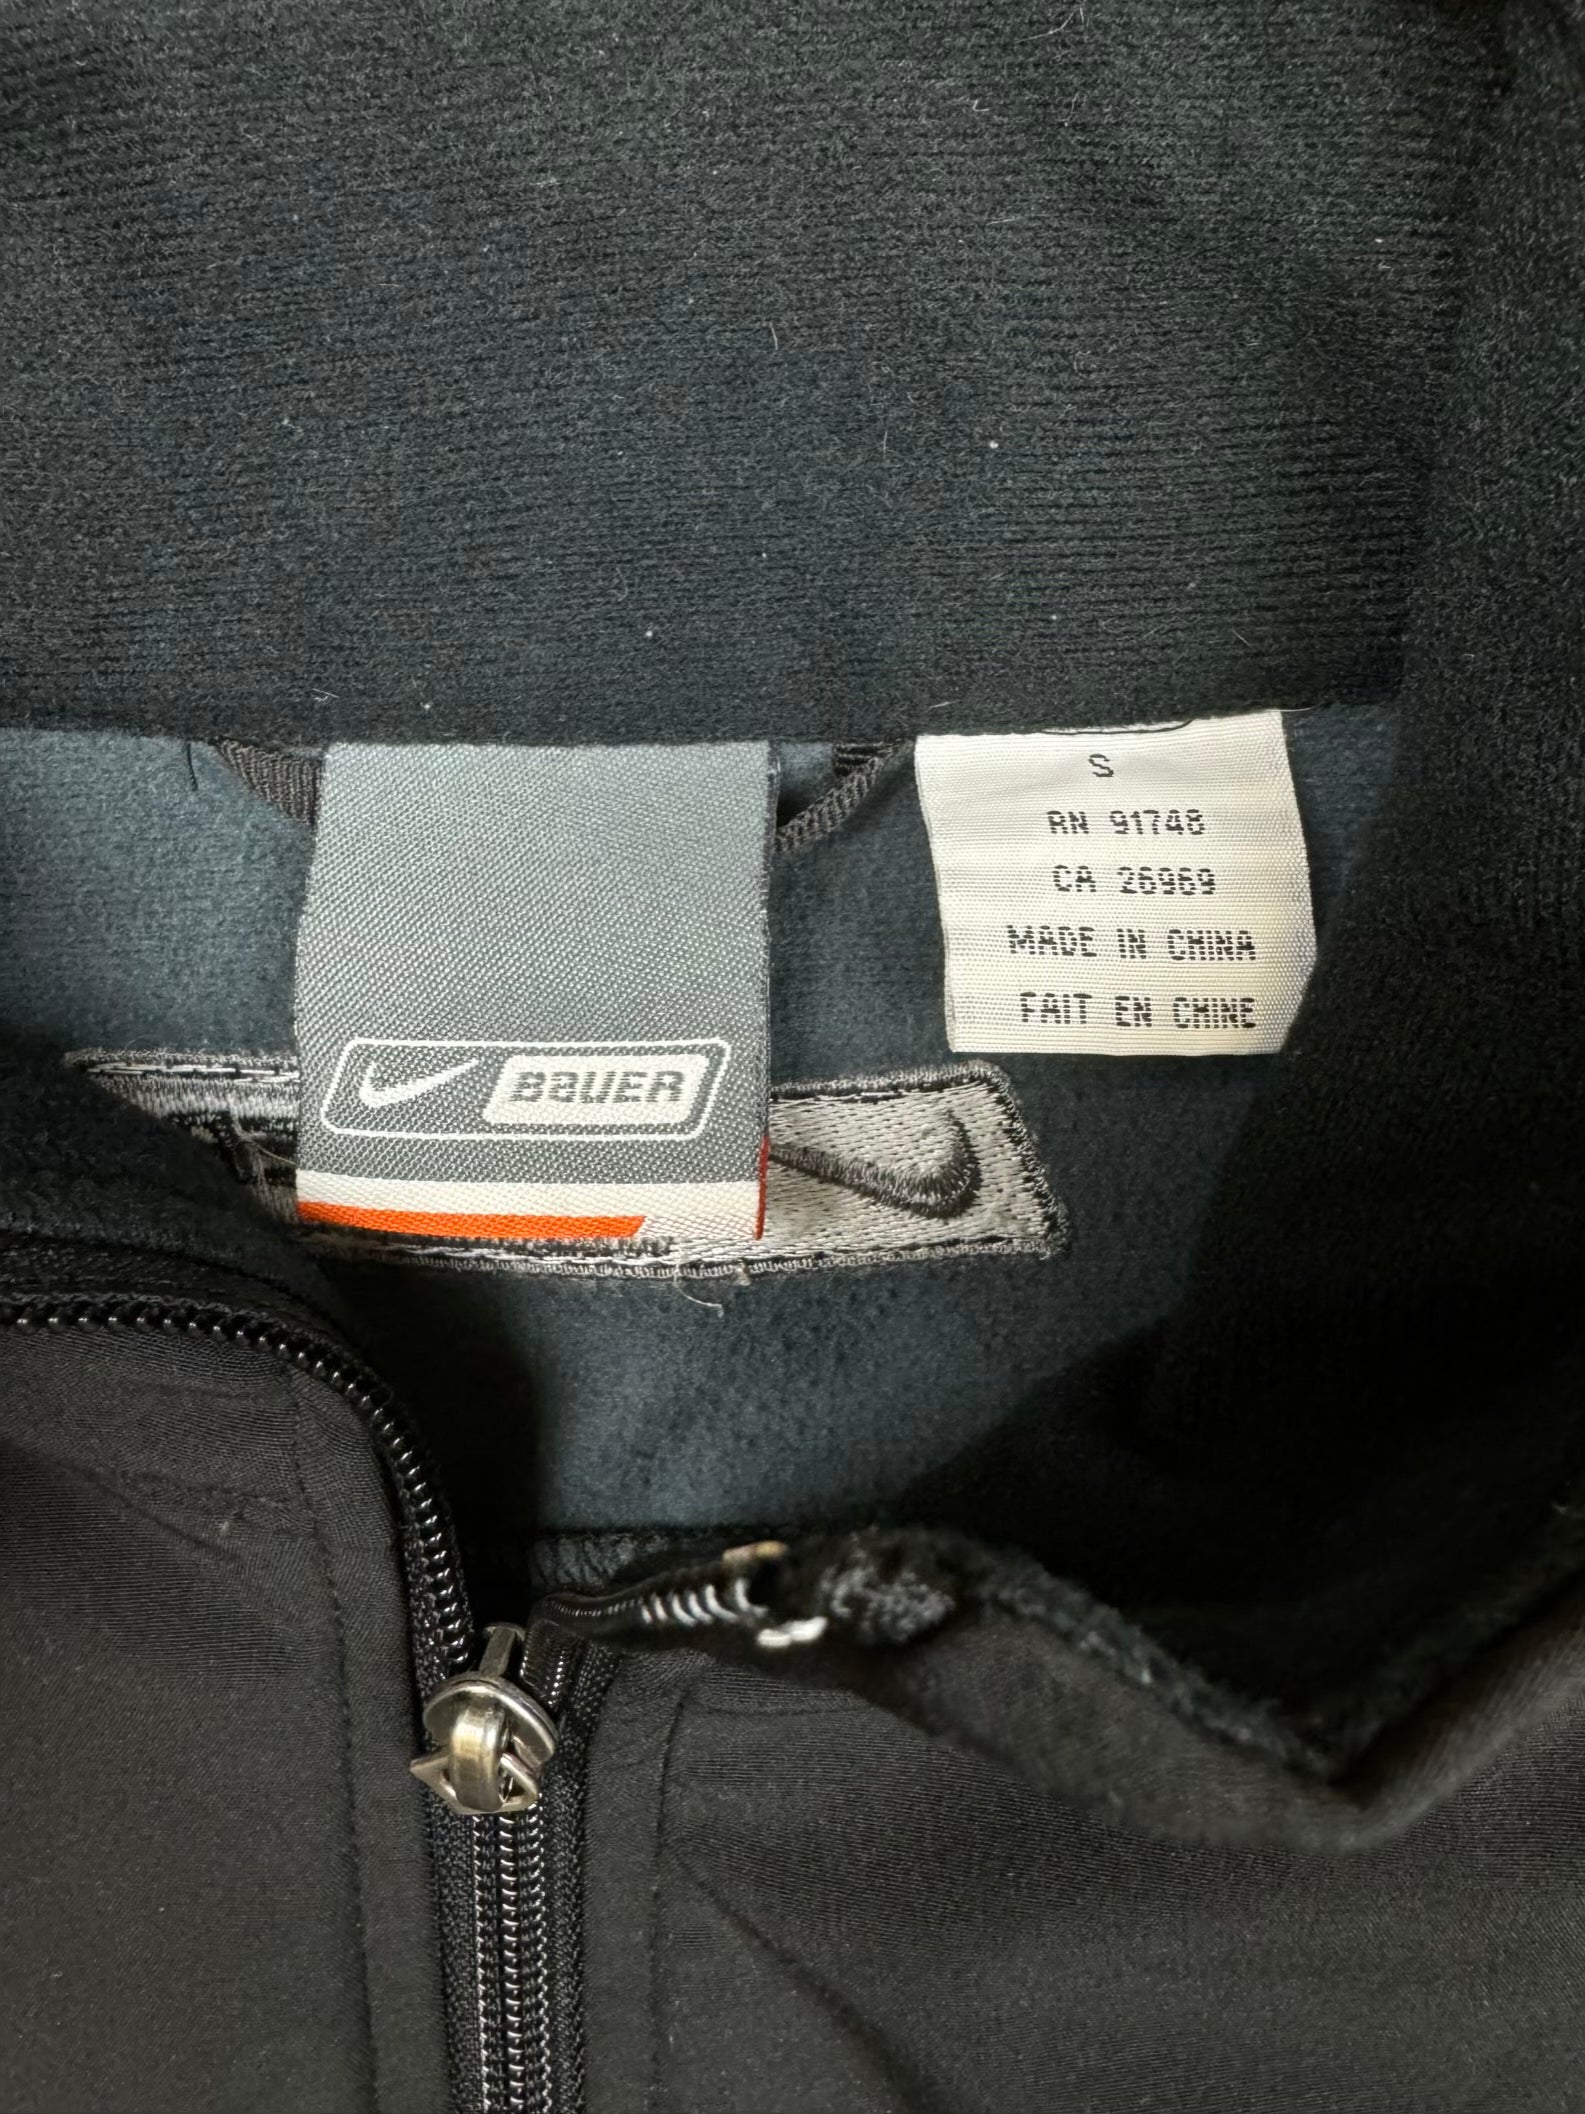 BAUER
S
RN 91748
CA 26969
MADE IN CHINA
FAIT EN CHINE